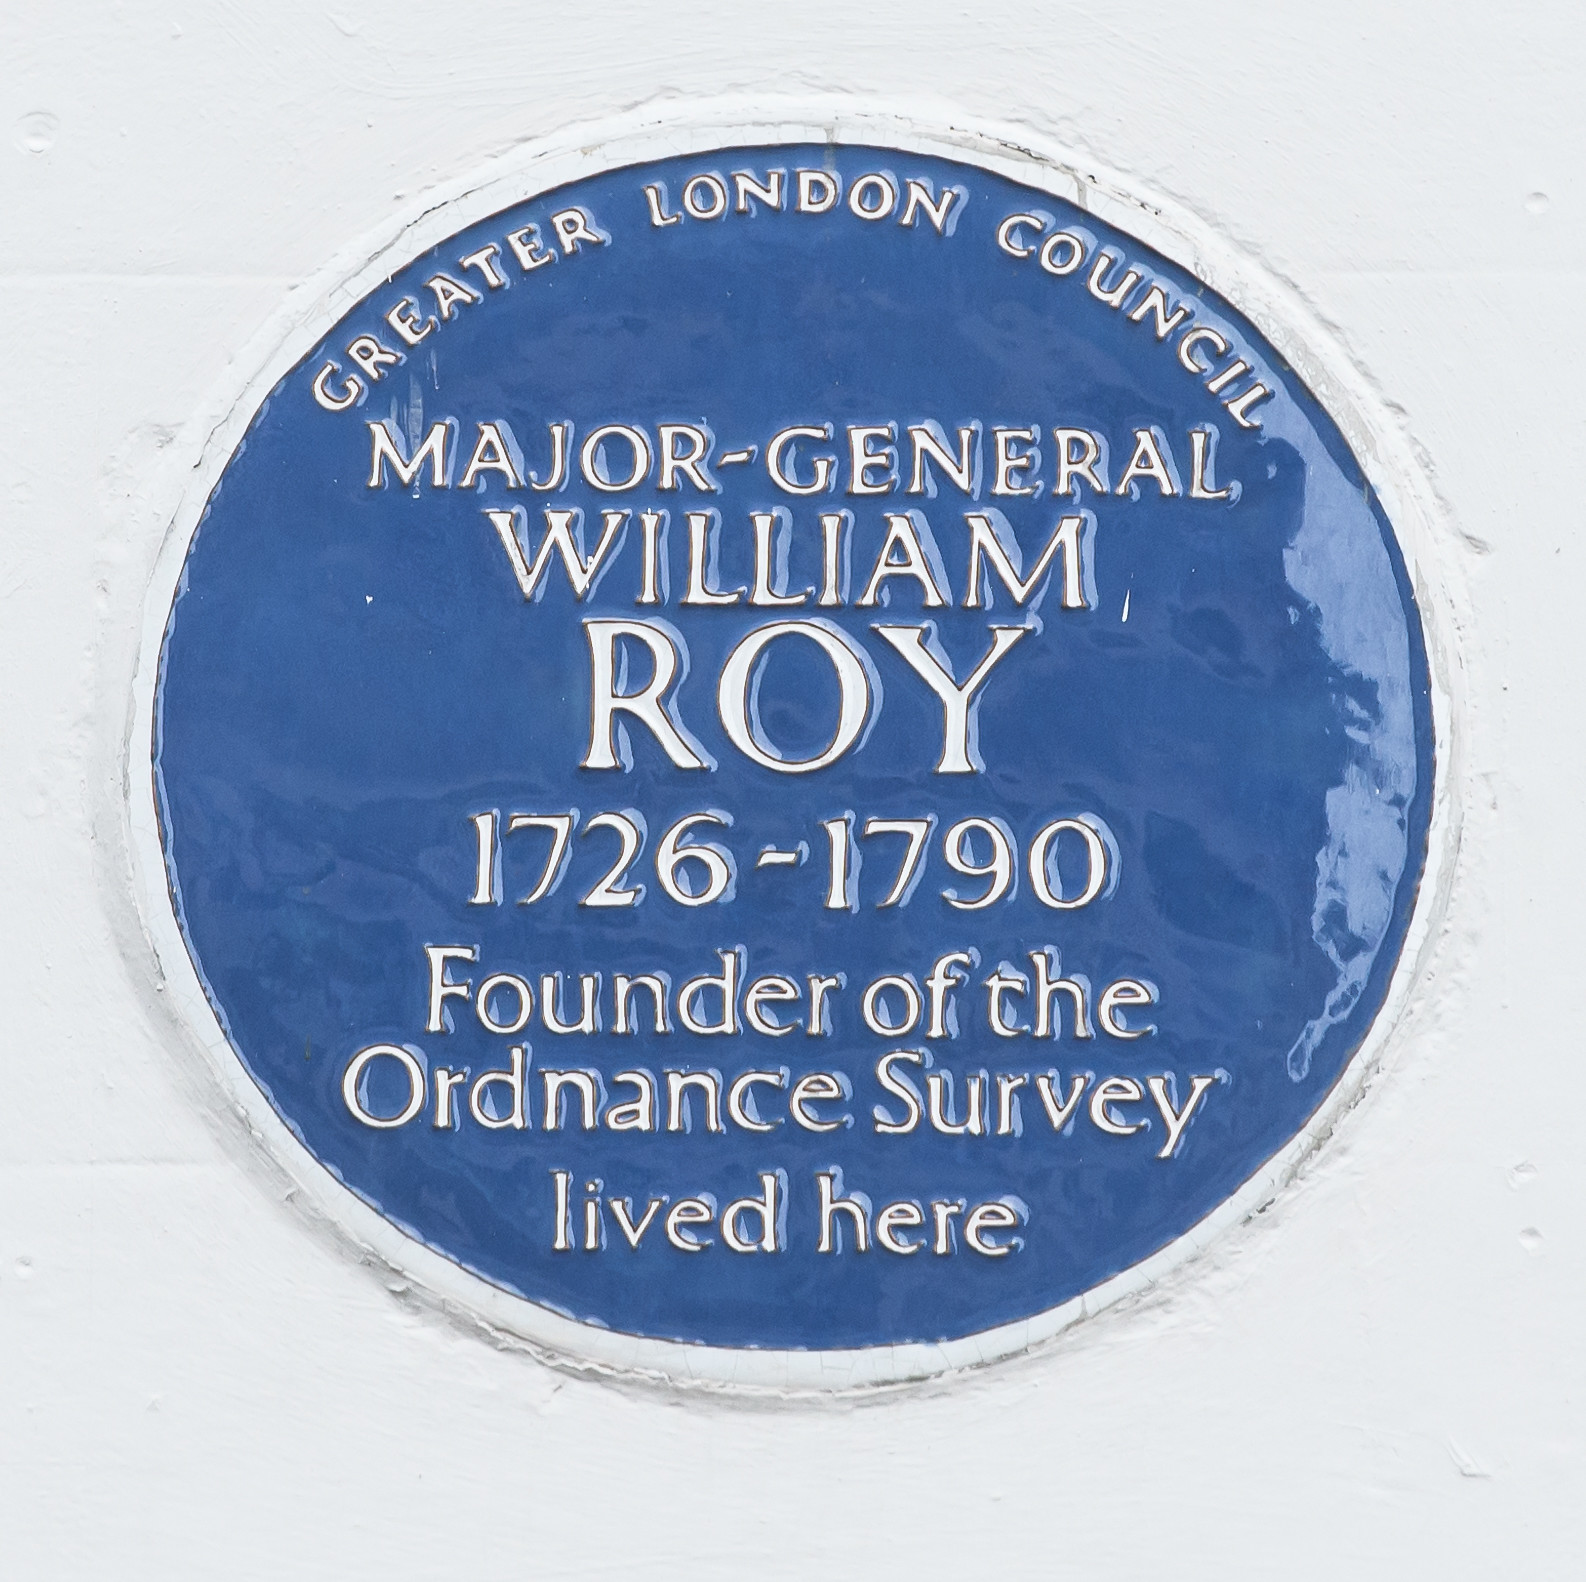 GREATER LONDON COUNCIL
MAJOR-GENERAL
WILLIAM
ROY
1726-1790
Founder of the
Ordnance Survey
lived here